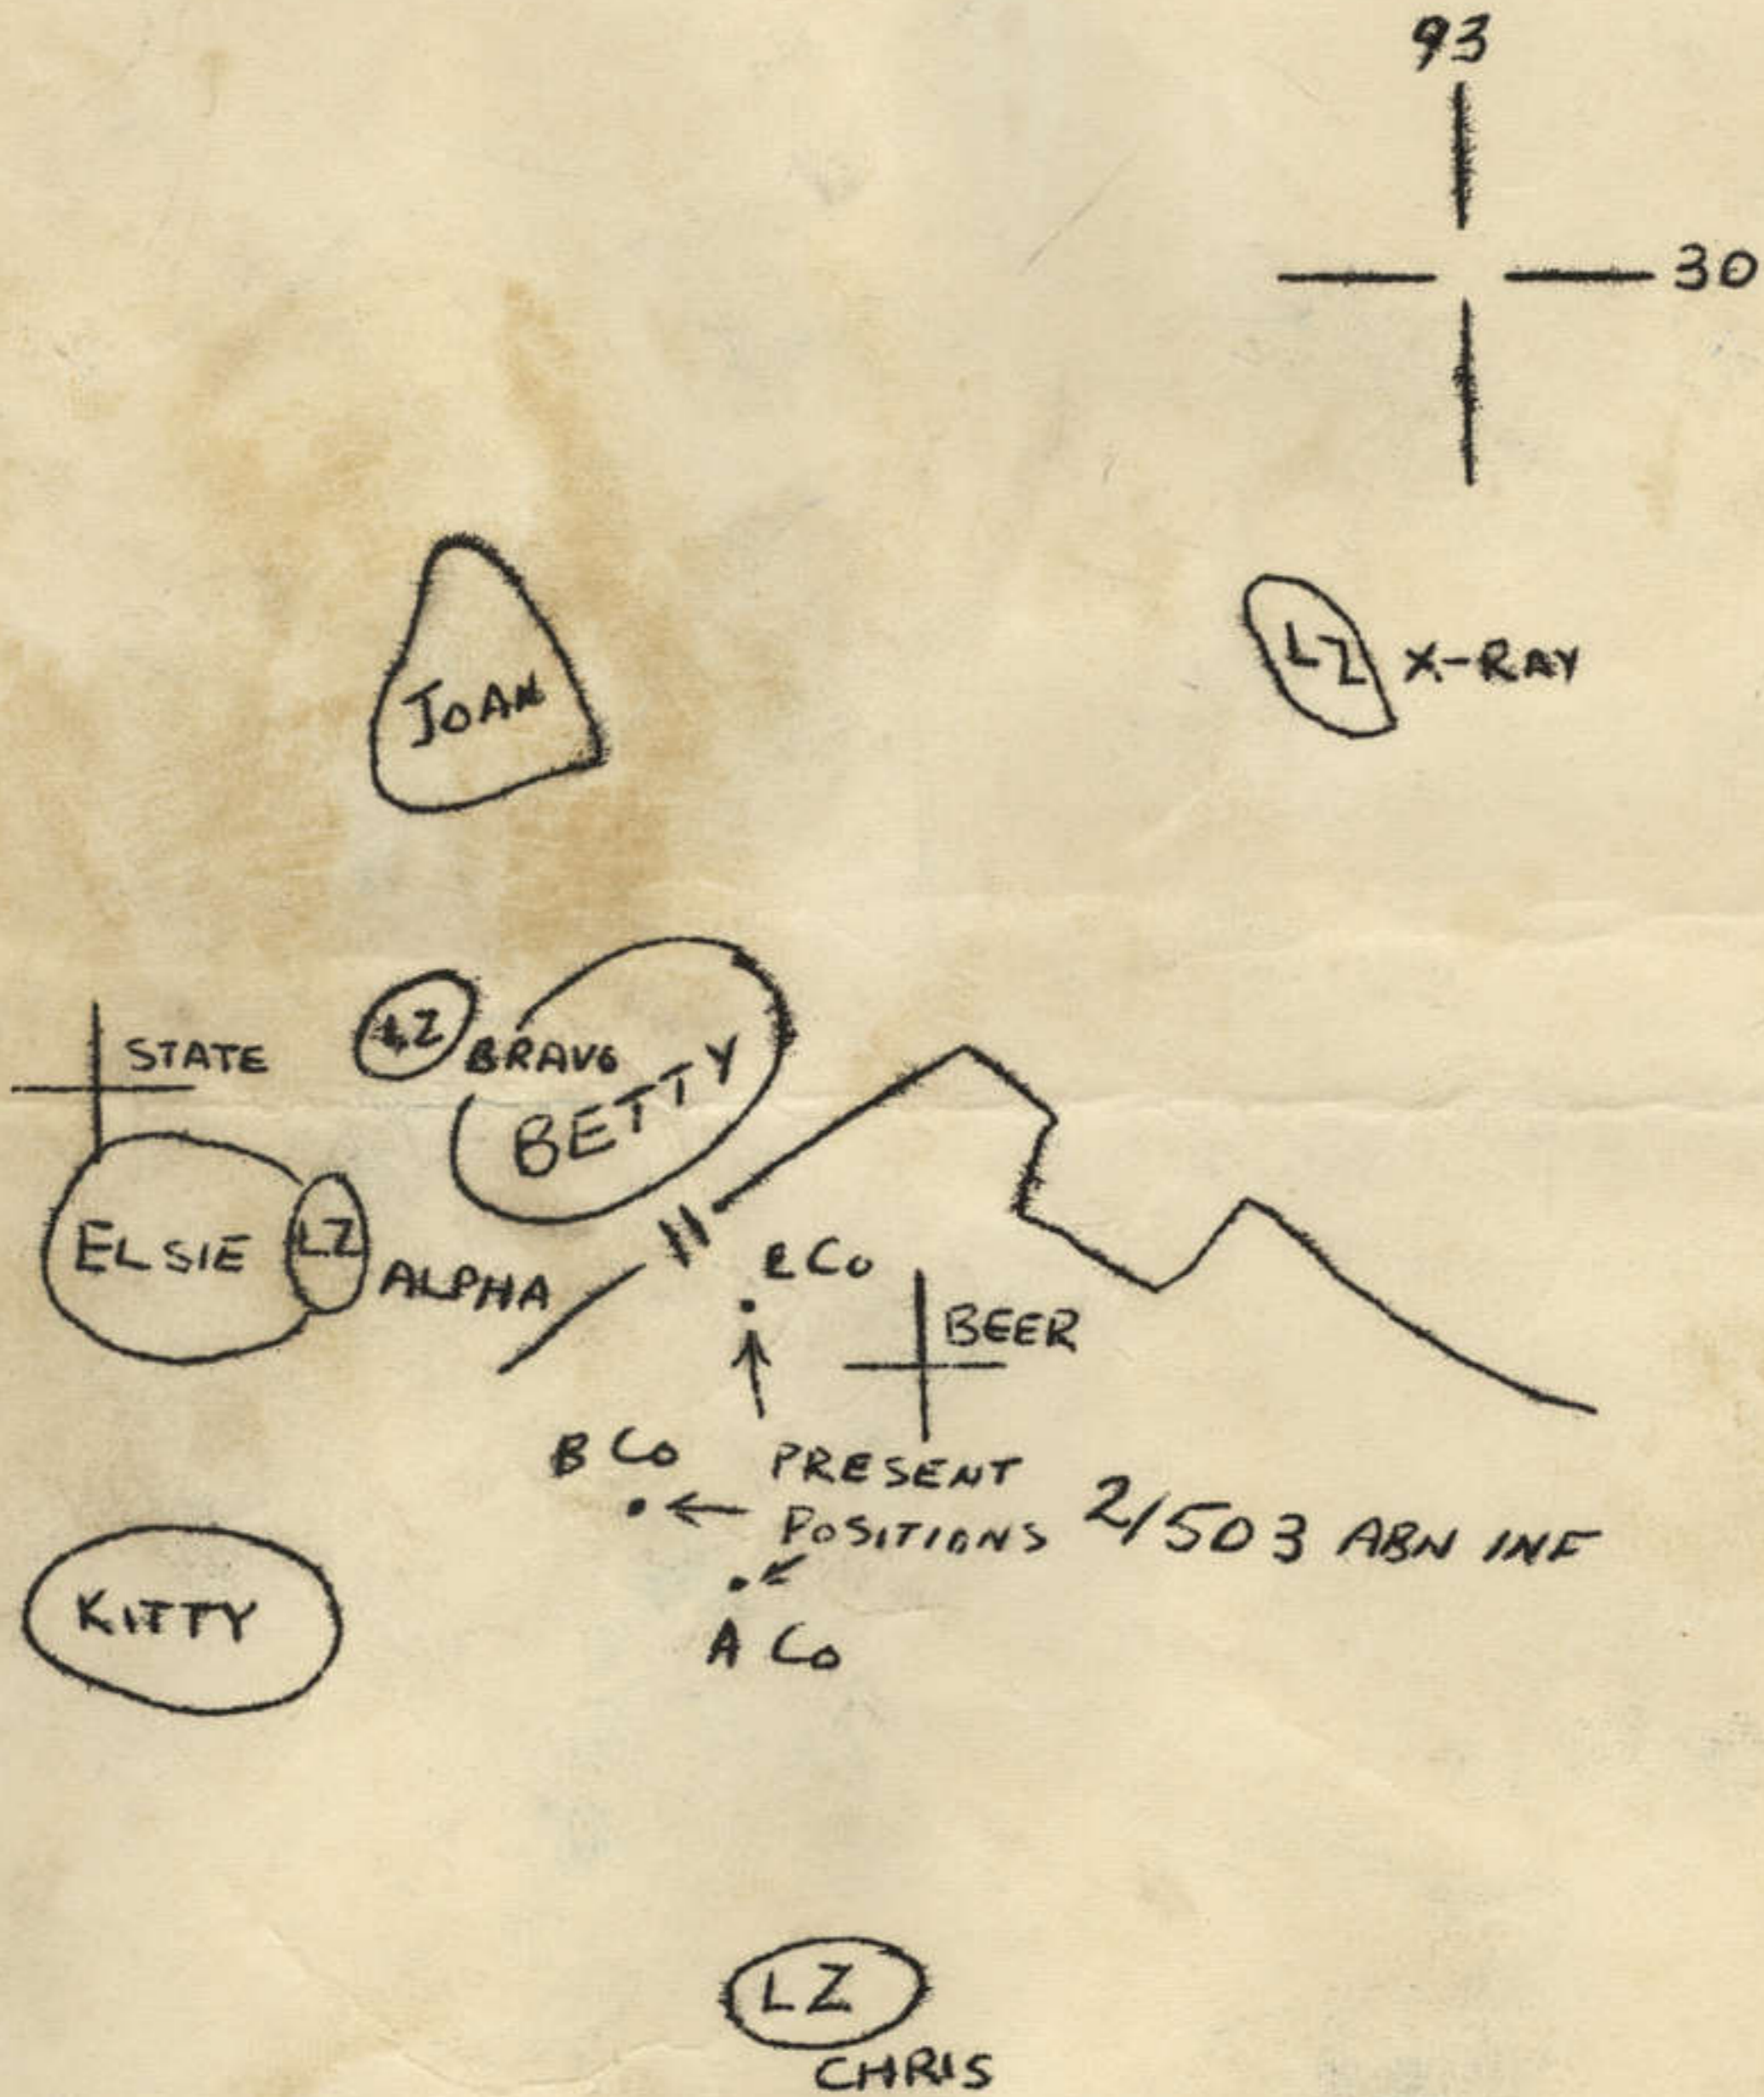 93
30
JOAN
LZ X-RAY
STATE
LZ BRAVO
BETTY
ELSIE
LZ ALPHA
Co
BEER
B Co
PRESENT
POSITIONS
2/503 ABN INF
A Co
KITTY
LZ
CHRIS